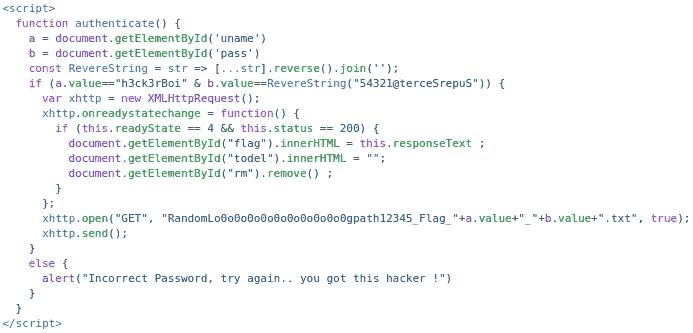 <script>
function authenticate() {
a = document.getElementById('uname')
b = document.getElementById('pass')
const RevereString = str => [...str].reverse().join('');
if (a.value=="h3ck3rBoi" & b.value==RevereString("54321@terceSrepuS")) {
var xhttp = new XMLHttpRequest();
xhttp.onreadystatechange = function() {
if (this.readyState == 4 && this.status == 200) {
document.getElementById("flag").innerHTML = this.responseText ;
document.getElementById("todel").innerHTML = "";
document.getElementById("rm").remove() ;
}
};
xhttp.open("GET", "RandomLo0o0o0o0o0o0o0o0o0o0gpath12345_Flag_"+a.value+"_"+b.value+".txt", true);
xhttp.send();
}
else {
alert("Incorrect Password, try again.. you got this hacker !")
}
}
</script>